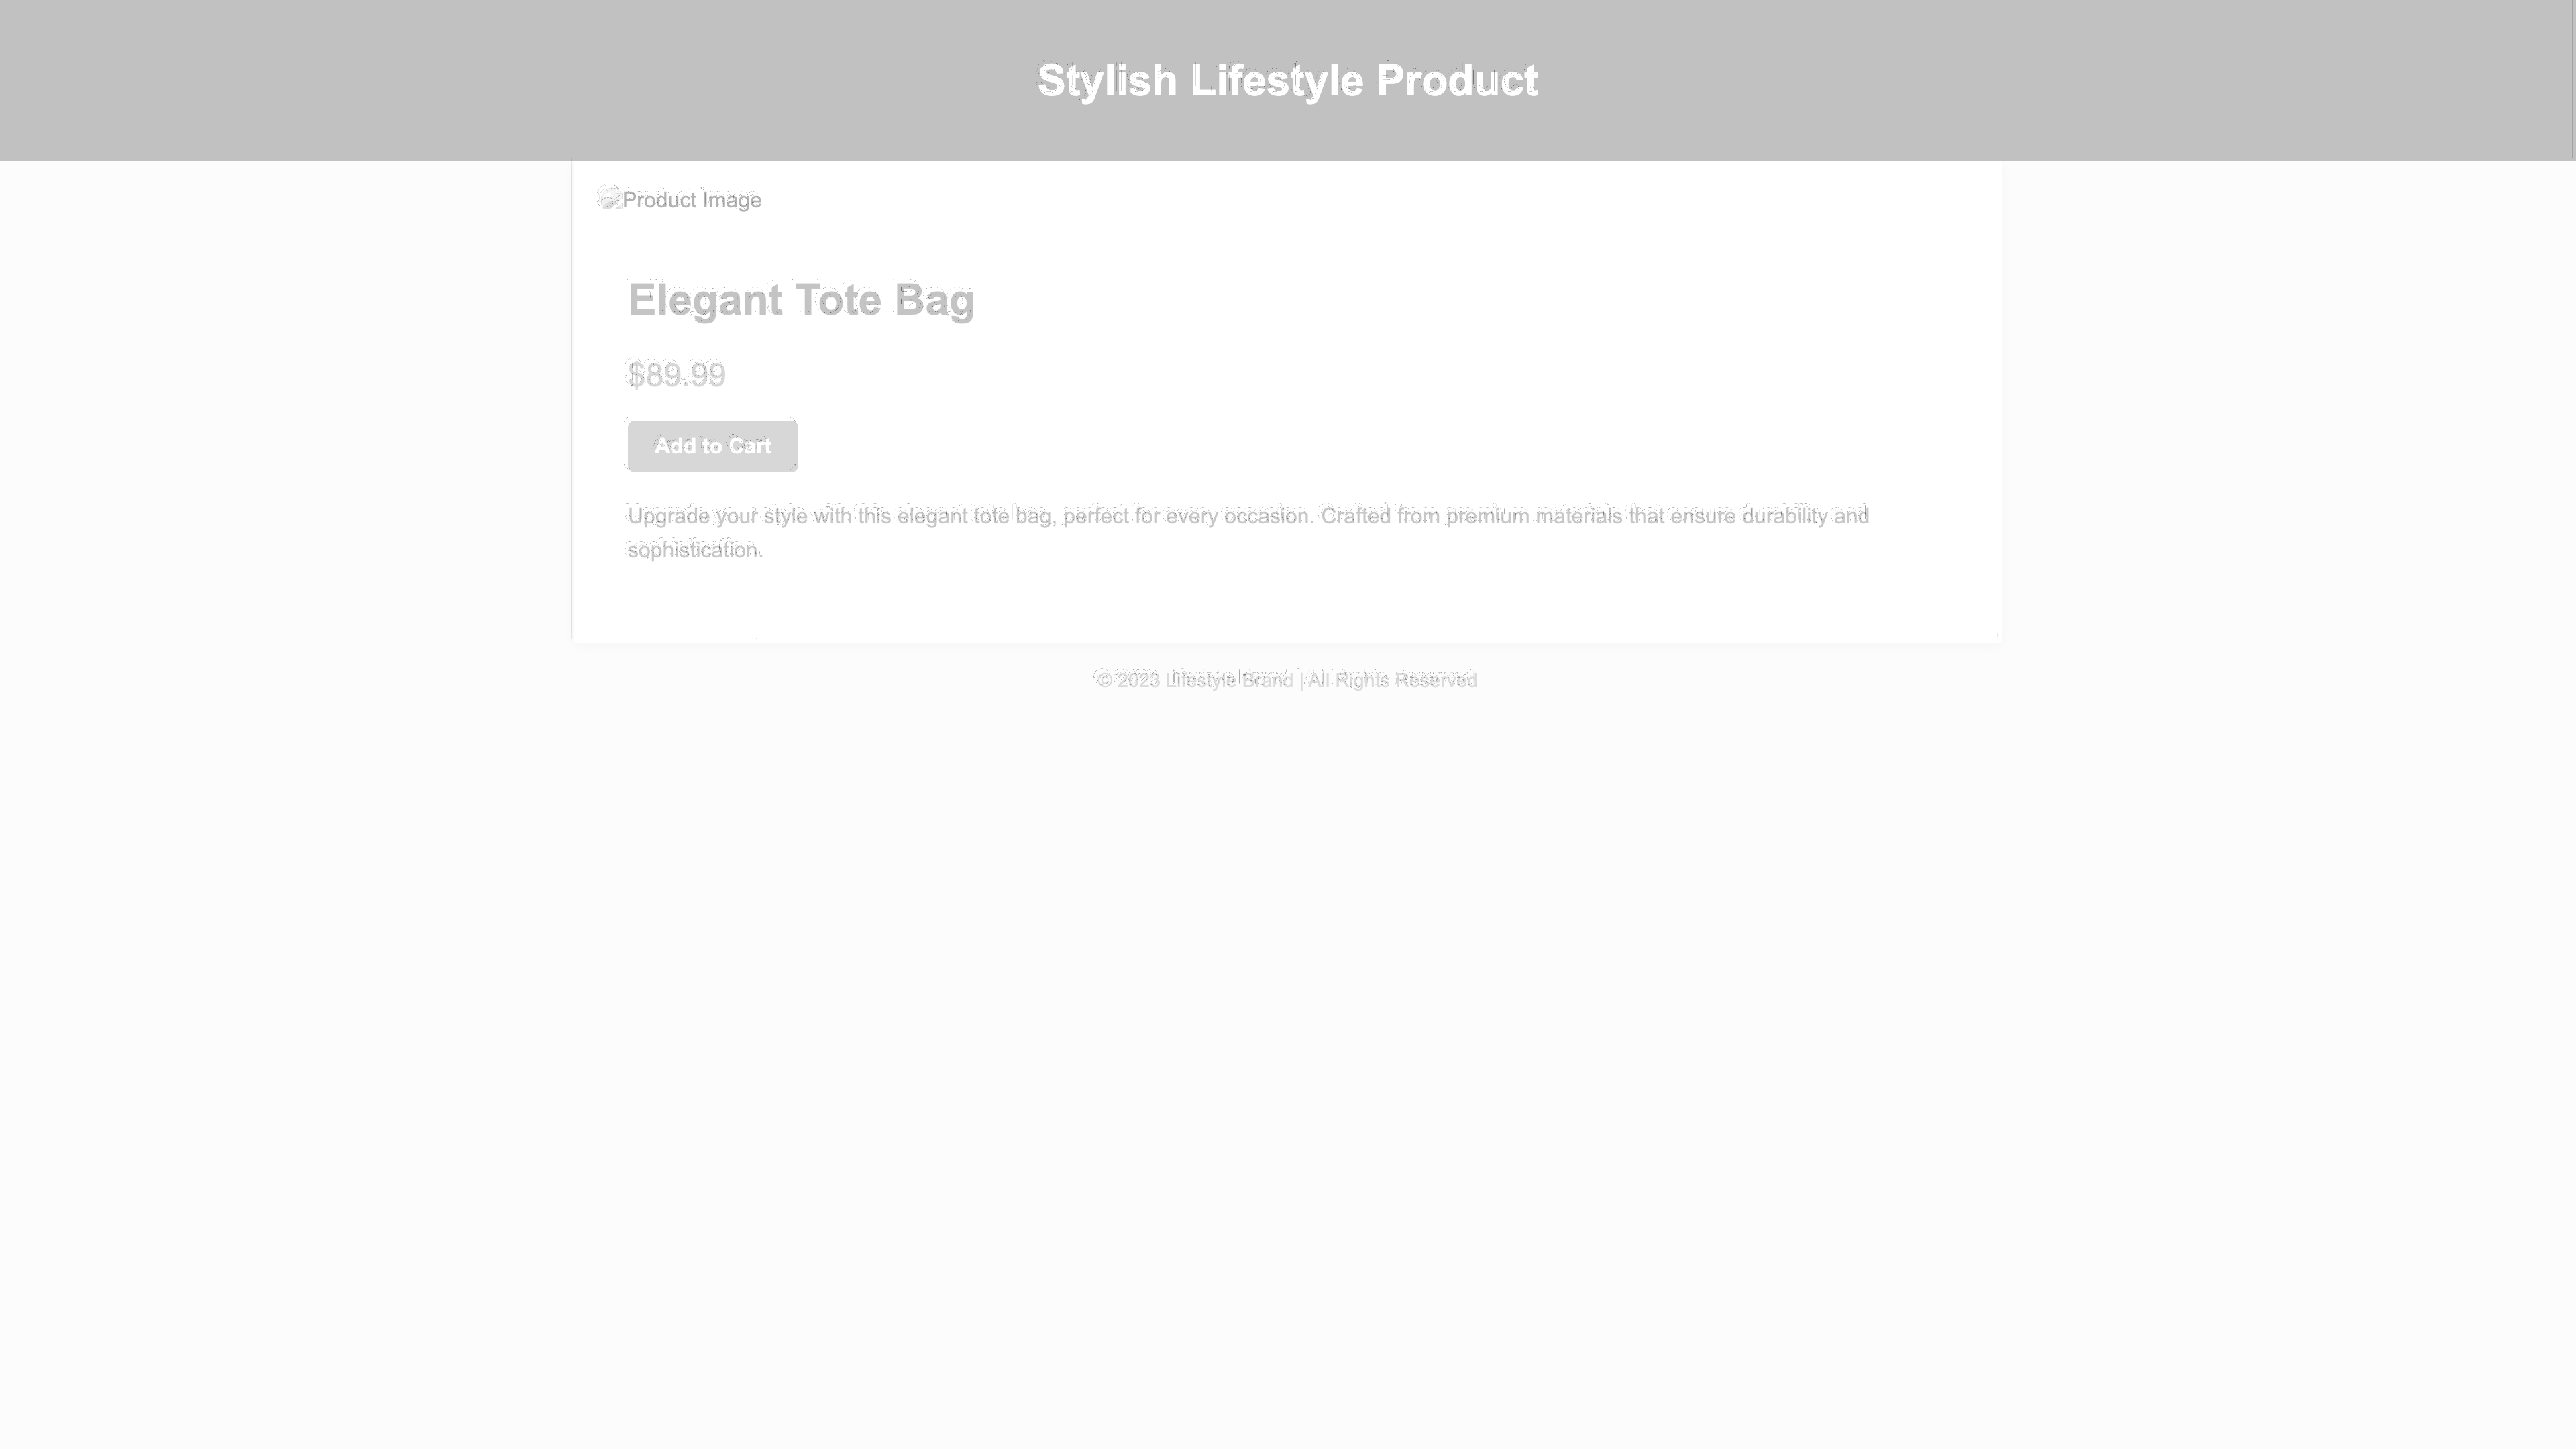 Stylish Lifestyle Product
Product Image
Elegant Tote Bag
$89.99
Add to Cart
Upgrade your style with this elegant tote bag, perfect for every occasion. Crafted from premium materials that ensure durability and
sophistication.
© 2023 Lifestyle Brand | All Rights Reserved